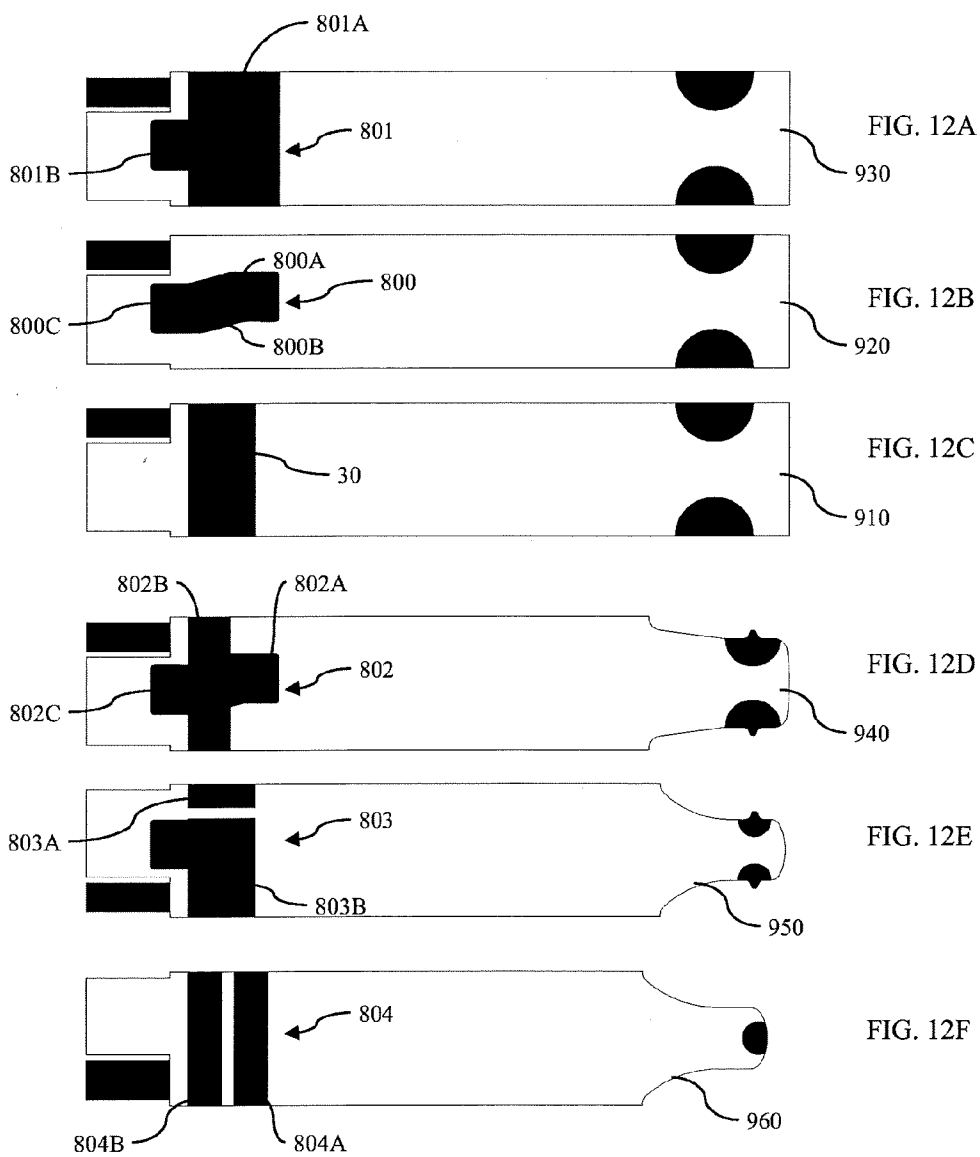 801A
FIG. 12A
801
801B
930
800A
800
FIG. 12B
800C
800B
920
FIG. 12C
30
910
802B
802A
FIG. 12D
802
802C
940
803
FIG. 12E
803A
803B
950
804
FIG. 12F
960
804B
804A